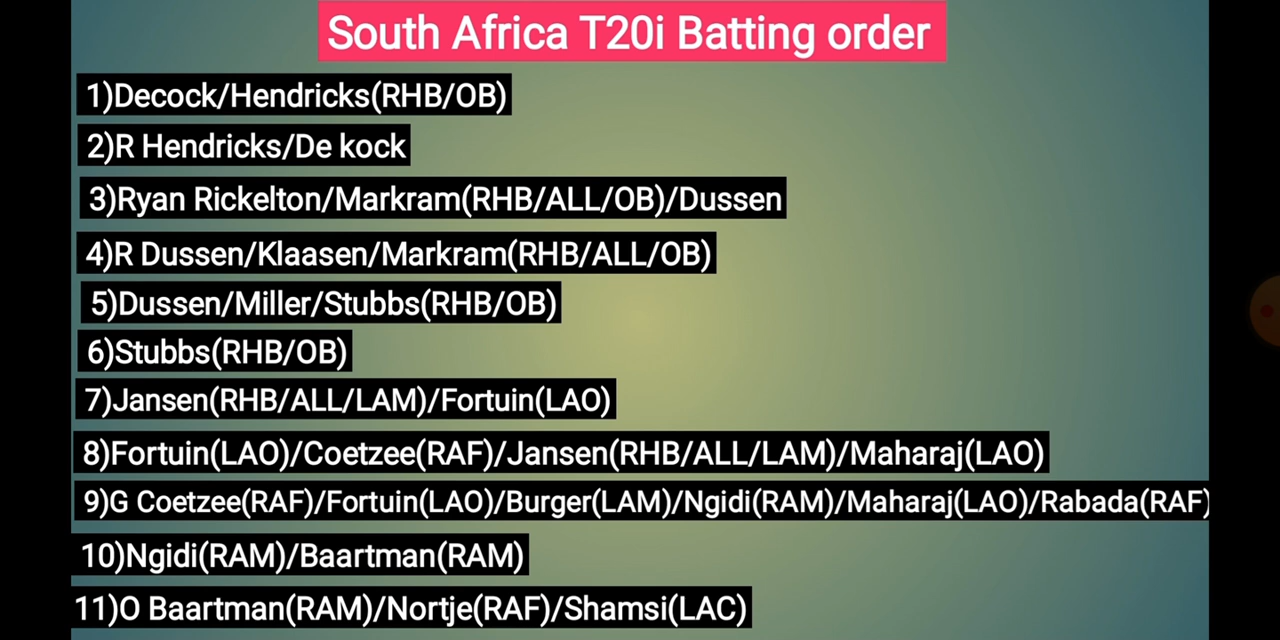 South Africa T20i Batting order
1)Decock/Hendricks(RHB/OB)
2)R Hendricks/De kock
3)Ryan Rickelton/Markram(RHB/ALL/OB)/Dussen
4)R Dussen/Klaasen/Markram(RHB/ALL/OB)
5)Dussen/Miller/Stubbs(RHB/OB)
6)Stubbs(RHB/OB)
7)Jansen(RHB/ALL/LAM)/Fortuin(LAO)
8)Fortuin(LAO)/Coetzee(RAF)/Jansen(RHB/ALL/LAM)/Maharaj(LAO)
9)G Coetzee(RAF)/Fortuin(LAO)/Burger(LAM)/Ngidi(RAM)/Maharaj(LAO)/Rabada(RAF)
10)Ngidi(RAM)/Baartman(RAM)
11)O Baartman(RAM)/Nortje(RAF)/Shamsi(LAC)